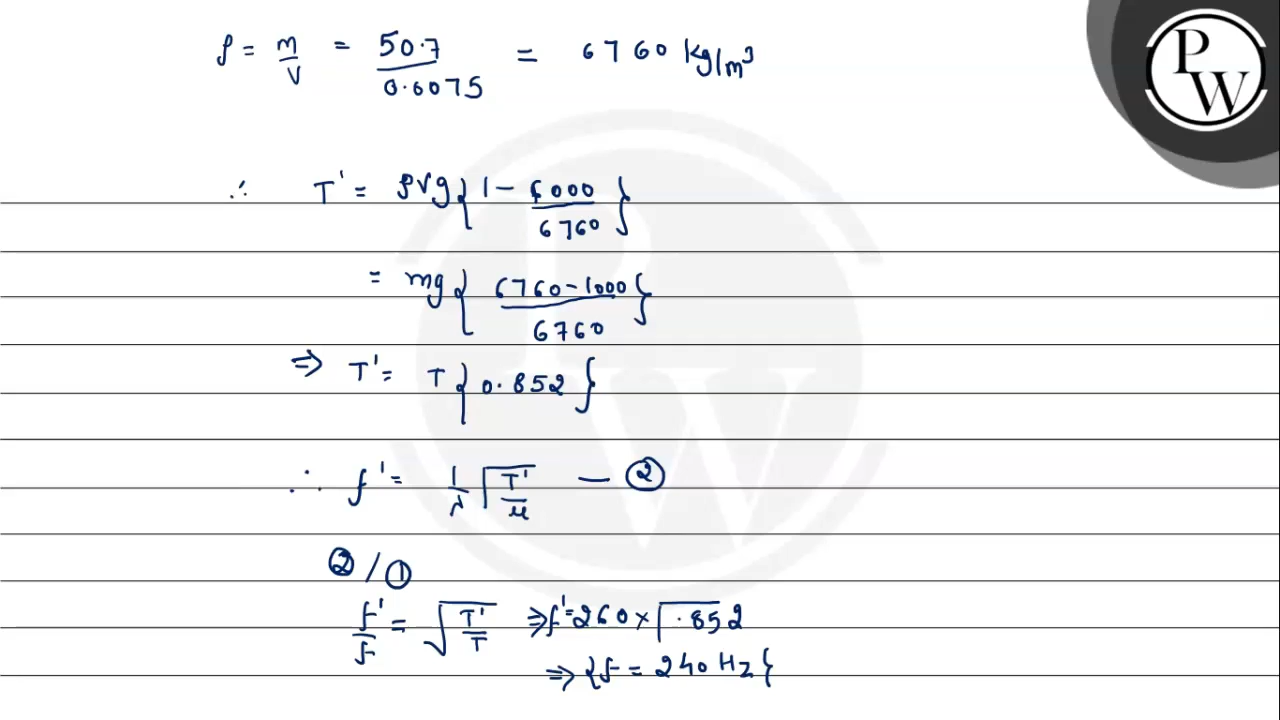 ρ = m/V = 50.7/0.0075 = 6760 kg/m³
PW
∴ T' = ρVg{1 - 1000/6760}
= mg{6760-1000/6760}
⇒ T' = T{0.852}
∴ f' = 1/λ √T'/μ — ②
②/①
f'/f = √T'/T ⇒ f' = 260 × √.852
⇒ {f = 240 Hz}